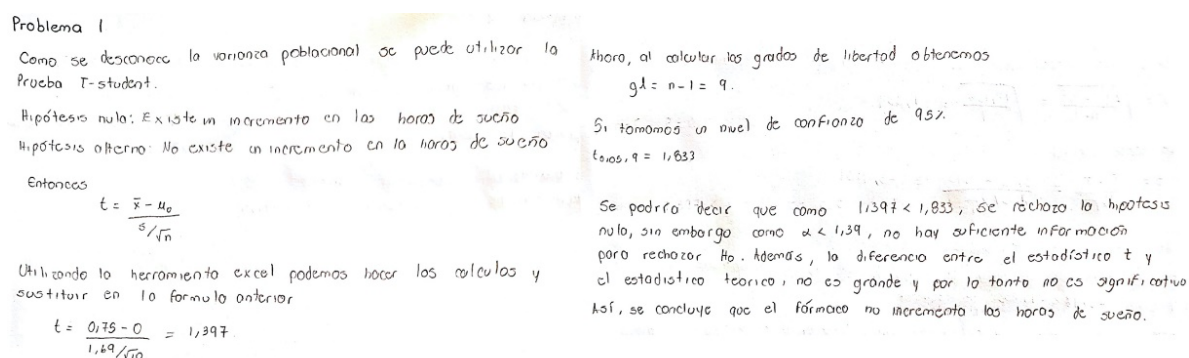 Problema 1
Como se desconoce la varianza poblacional se puede utilizar la
Prueba T-student.
Hipótesis nula: Existe un incremento en las horas de sueño
Hipótesis alterna: No existe un incremento en la horas de sueño
Entonces
t = x̄ - μ₀
s/√n
Utilizando la herramienta excel podemos hacer los calculos y
sustituir en la formula anterior
t = 0,75 - 0 = 1,397.
1,69/√10
Ahora, al calcular los grados de libertad obtenemos
gl = n-1 = 9.
Si tomamos un nivel de confianza de 95%.
t₀,₀₅, 9 = 1,833
Se podría decir que como 1,397 < 1,833, se rechaza la hipotesis
nula, sin embargo como α < 1,39, no hay suficiente información
para rechazar H₀. Además, la diferencia entre el estadístico t y
el estadistico teorico, no es grande y por lo tanto no es significativo
Así, se concluye que el fármaco no incrementa las horas de sueño.